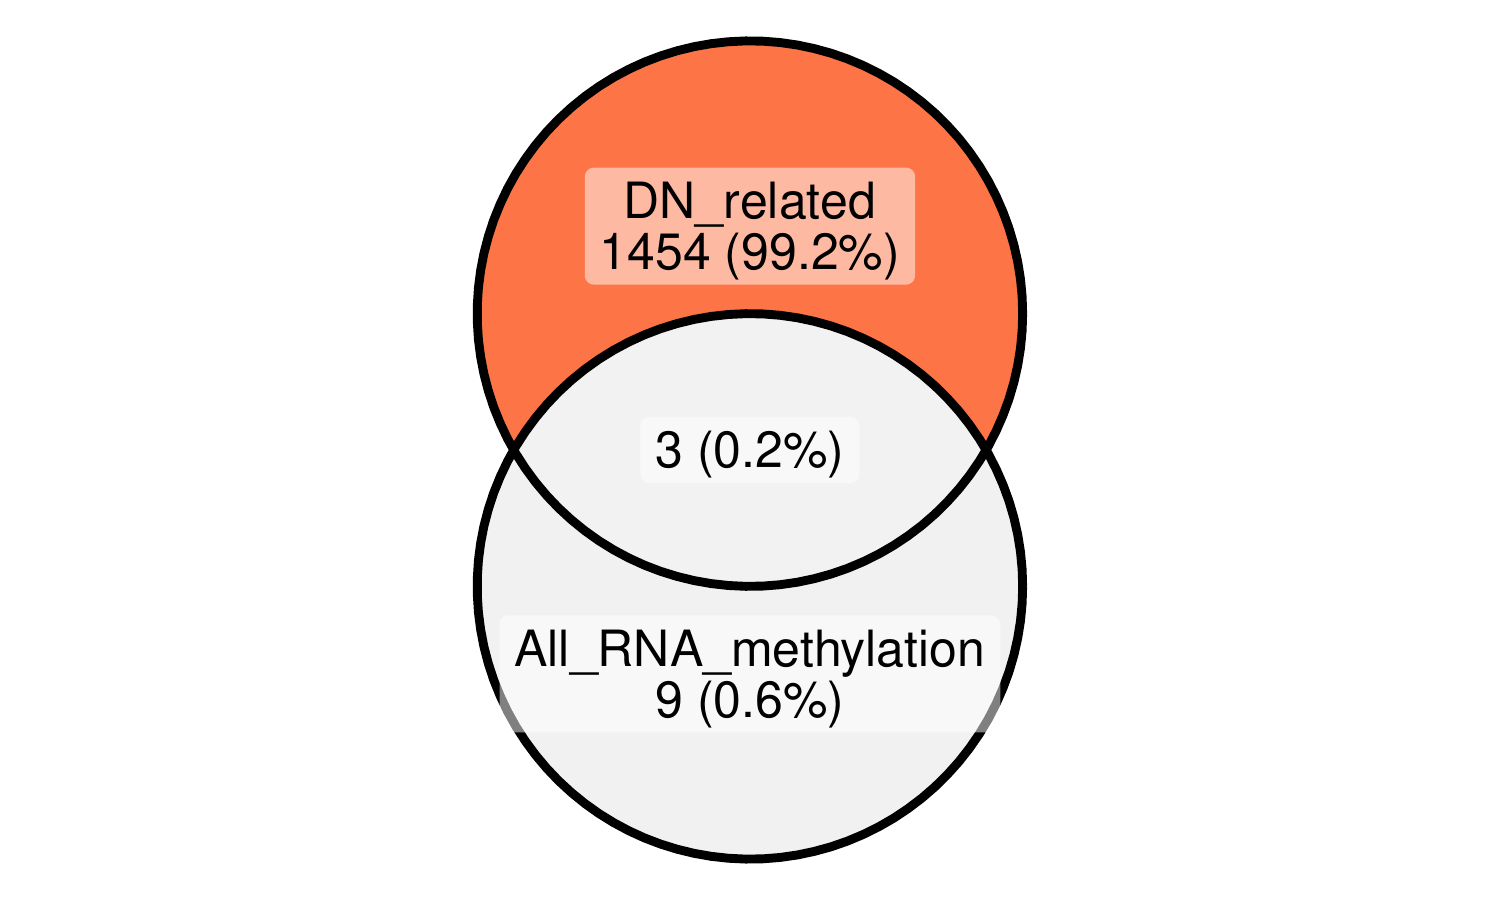 DN_related
1454 (99.2%)
3 (0.2%)
All_RNA_methylation
9 (0.6%)